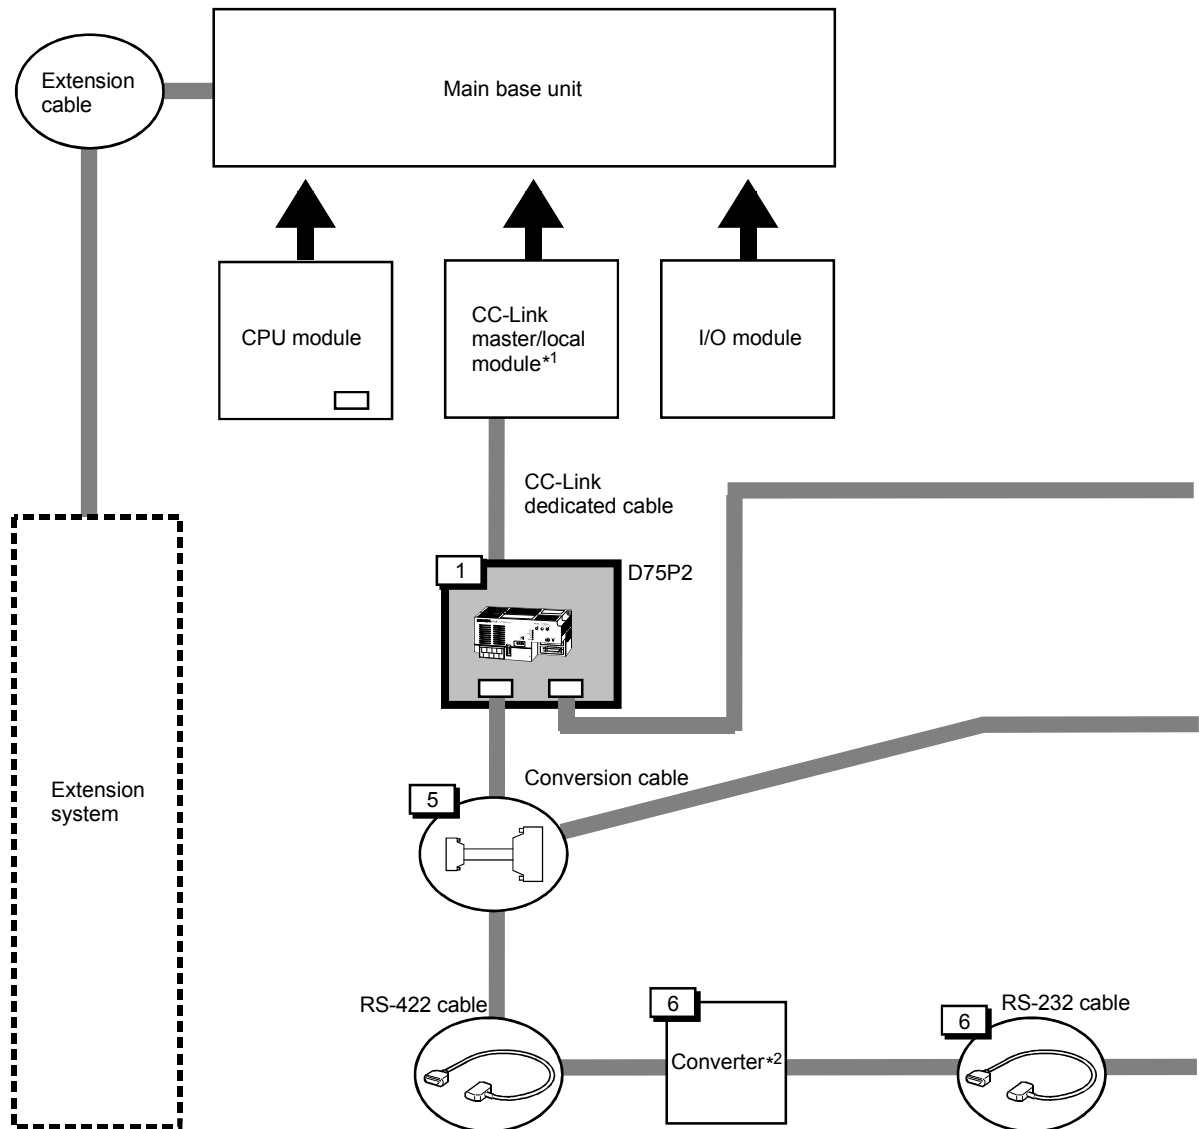 Extension
cable
Main base unit
CPU module
CC-Link
master/local
module*1
I/O module
CC-Link
dedicated cable
1
D75P2
Extension
system
Conversion cable
5
RS-422 cable
6
Converter*2
6
RS-232 cable